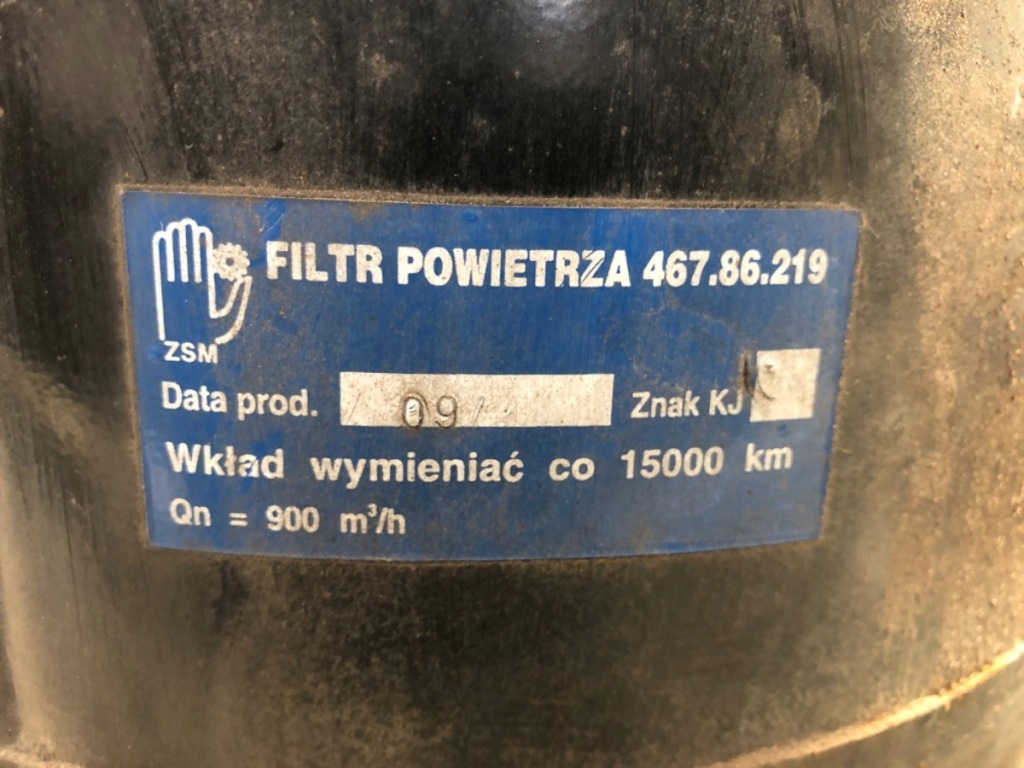 FILTR POWIETRZA 467.86.219
ZSM
Data prod. 09 Znak KJ
Wkład wymieniać co 15000 km
Qn = 900 m³/h